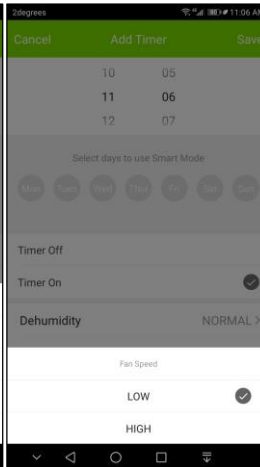 2degrees 11:06 AM
Cancel Add Timer Save
10 05
11 06
12 07
Select days to use Smart Mode
Mon Tues Wed Thur Fri Sat Sun
Timer Off
Timer On
Dehumidity NORMAL >
Fan Speed
LOW
HIGH